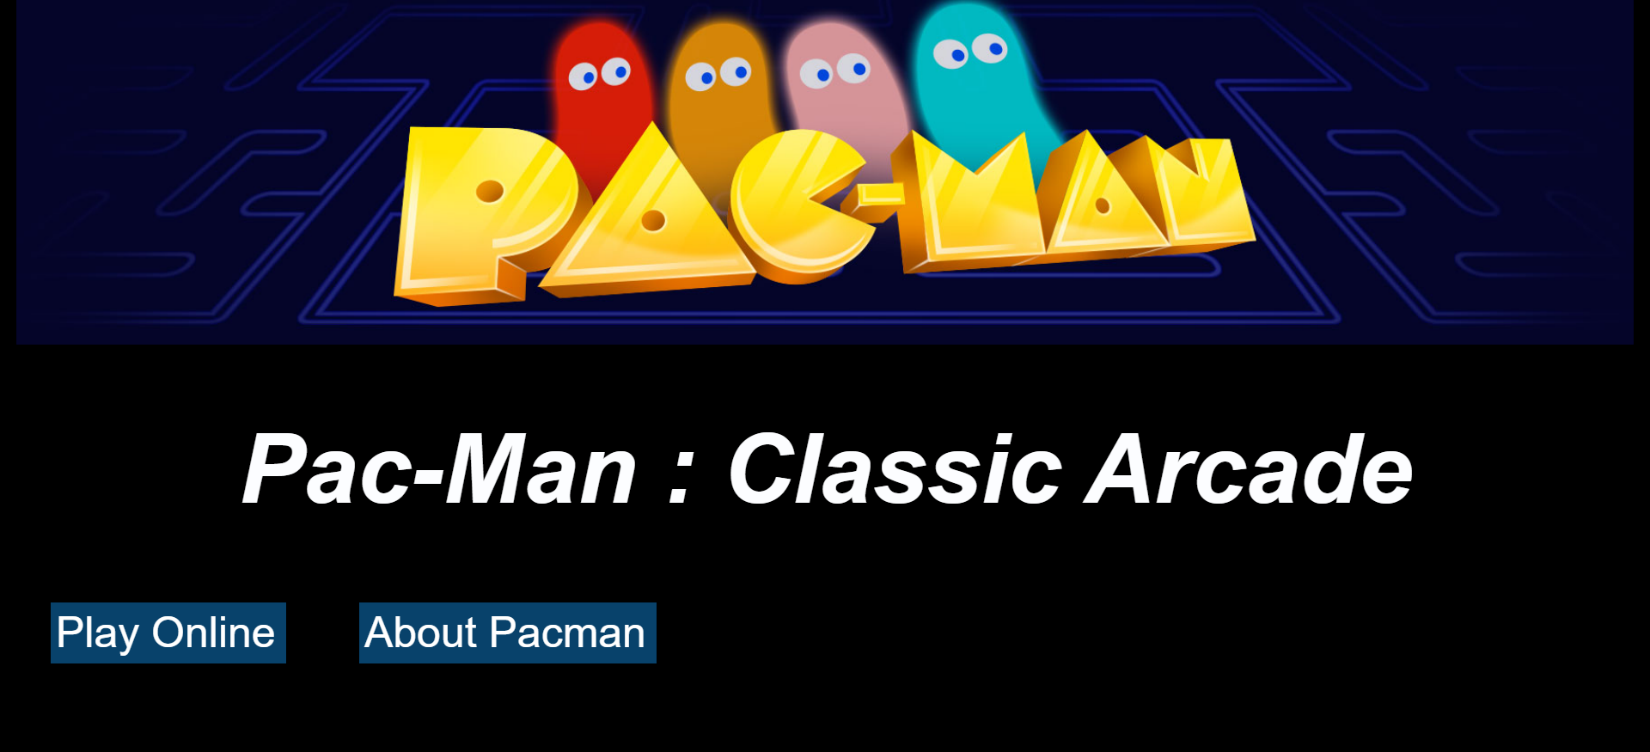 PAC-MAN
Pac-Man : Classic Arcade
Play Online
About Pacman